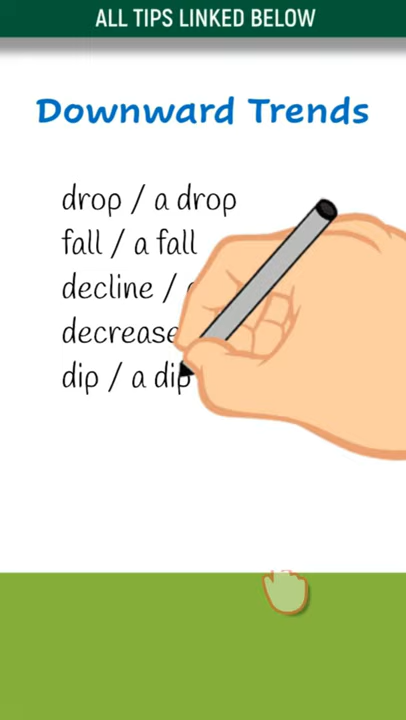 ALL TIPS LINKED BELOW
Downward Trends
drop / a drop
fall / a fall
decline /
decrease
dip / a dip